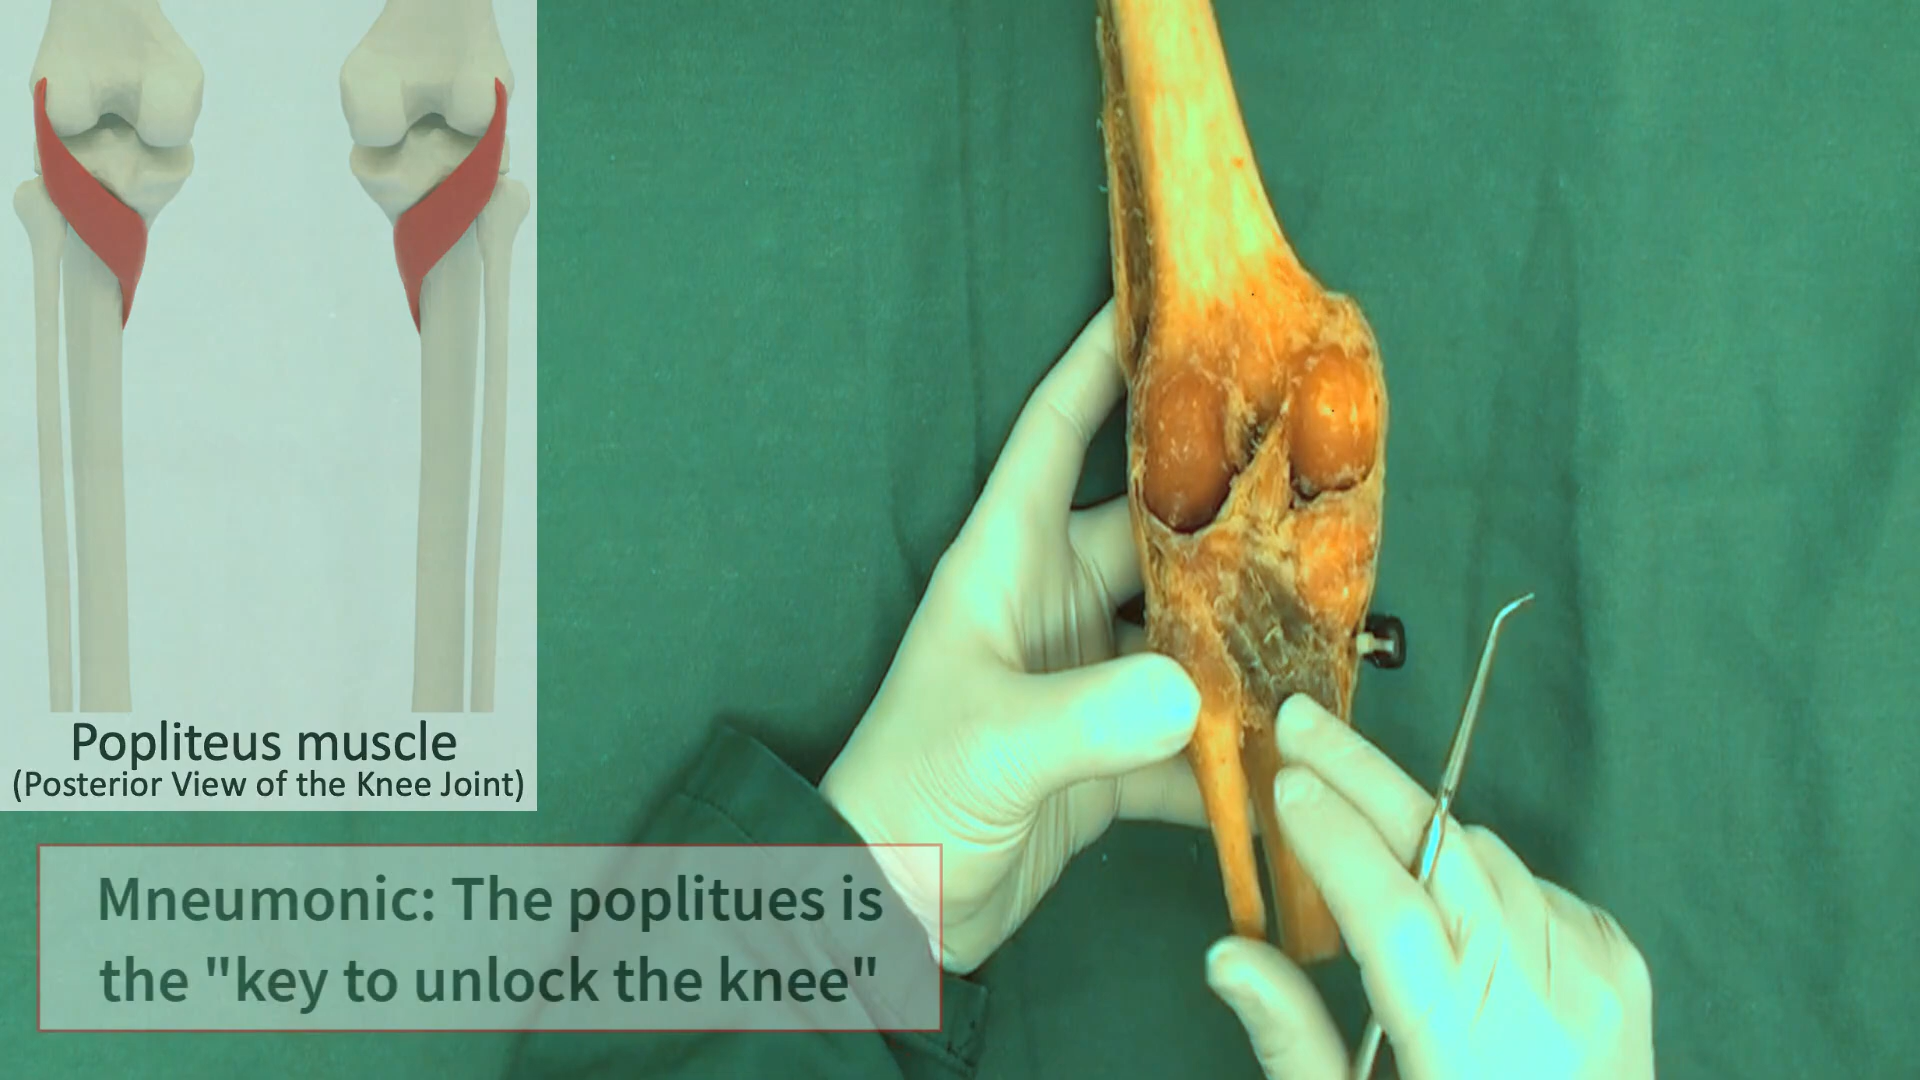 Popliteus muscle
(Posterior View of the Knee Joint)
Mneumonic: The poplitues is
the "key to unlock the knee"